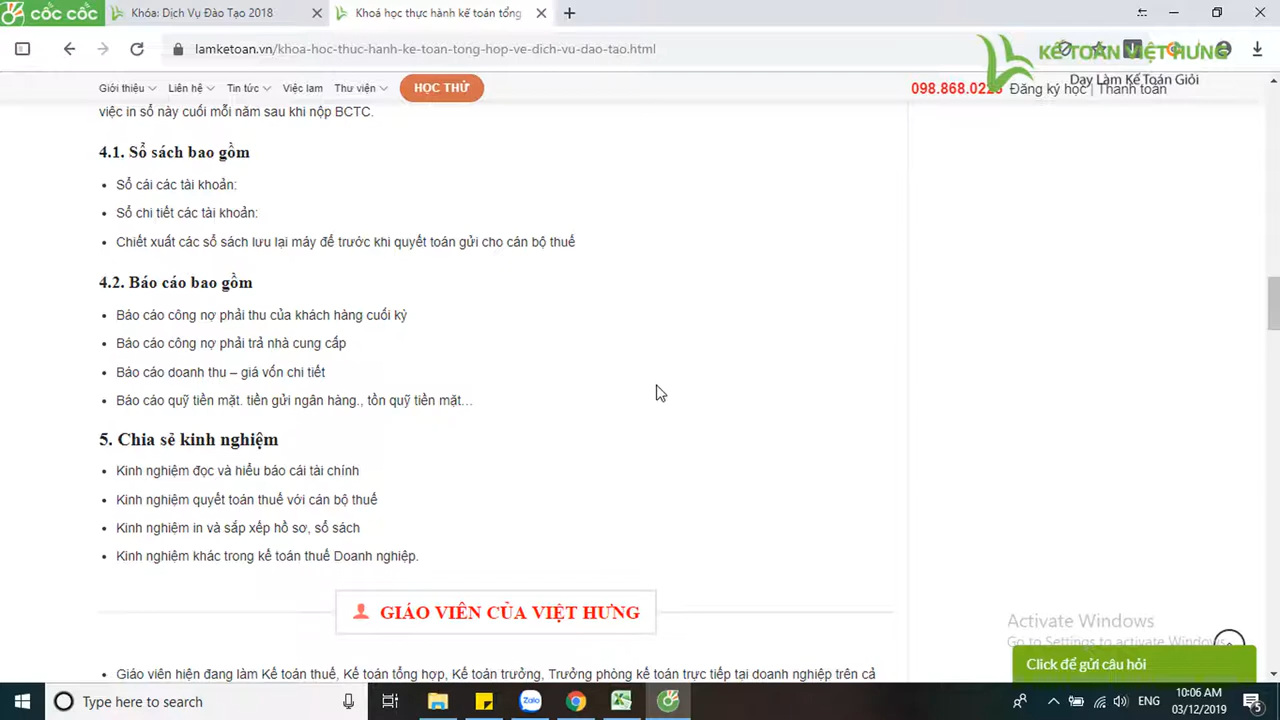 CỐC CỐC
Khóa: Dịch Vụ Đào Tạo 2018
Khoá học thực hành kế toán tổng
lamketoan.vn/khoa-hoc-thuc-hanh-ke-toan-tong-hop-ve-dich-vu-dao-tao.html
KẾ TOÁN VIỆT HƯNG
Dạy Làm Kế Toán Giỏi
Giới thiệu
Liên hệ
Tin tức
Việc làm
Thư viện
HỌC THỬ
098.868.0223 Đăng ký học | Thanh toán
việc in sổ này cuối mỗi năm sau khi nộp BCTC.
4.1. Sổ sách bao gồm
• Sổ cái các tài khoản:
• Sổ chi tiết các tài khoản:
• Chiết xuất các sổ sách lưu lại máy để trước khi quyết toán gửi cho cán bộ thuế
4.2. Báo cáo bao gồm
• Báo cáo công nợ phải thu của khách hàng cuối kỳ
• Báo cáo công nợ phải trả nhà cung cấp
• Báo cáo doanh thu – giá vốn chi tiết
• Báo cáo quỹ tiền mặt. tiền gửi ngân hàng., tồn quỹ tiền mặt…
5. Chia sẻ kinh nghiệm
• Kinh nghiệm đọc và hiểu báo cái tài chính
• Kinh nghiệm quyết toán thuế với cán bộ thuế
• Kinh nghiệm in và sắp xếp hồ sơ, sổ sách
• Kinh nghiệm khác trong kế toán thuế Doanh nghiệp.
GIÁO VIÊN CỦA VIỆT HƯNG
• Giáo viên hiện đang làm Kế toán thuế, Kế toán tổng hợp, Kế toán trưởng, Trưởng phòng kế toán trực tiếp tại doanh nghiệp trên cả
Activate Windows
Go to Settings to activate Windows.
Click để gửi câu hỏi
Type here to search
Zalo
ENG
10:06 AM
03/12/2019
5